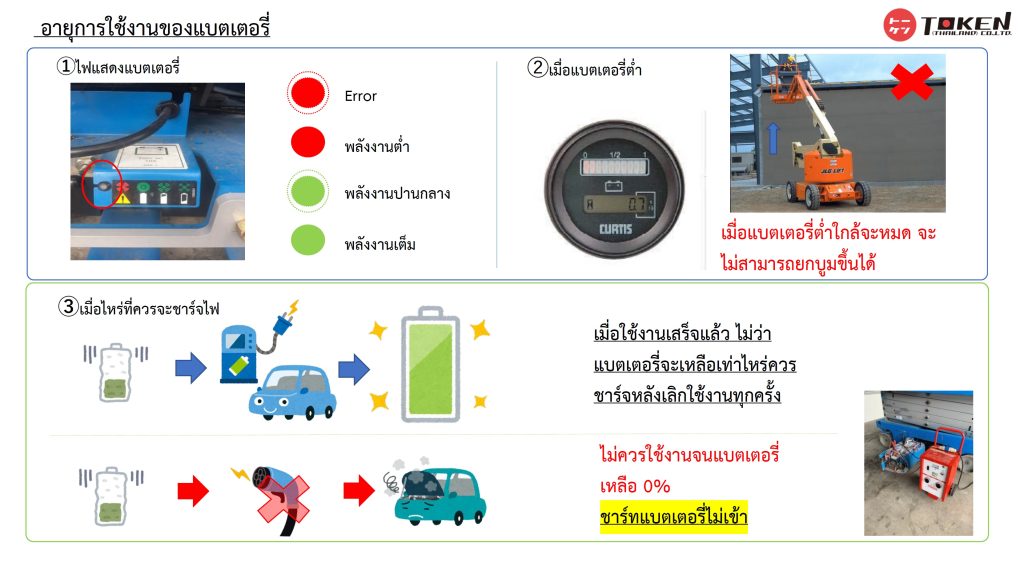 อายุการใช้งานของแบตเตอรี่
トーケン
TOKEN
(THAILAND) CO.,LTD.
①ไฟแสดงแบตเตอรี่
Error
พลังงานต่ำ
พลังงานปานกลาง
พลังงานเต็ม
②เมื่อแบตเตอรี่ต่ำ
0 1/2 1
CURTIS
JLG LIFT
เมื่อแบตเตอรี่ต่ำใกล้จะหมด จะ
ไม่สามารถยกบูมขึ้นได้
③เมื่อไหร่ที่ควรจะชาร์จไฟ
เมื่อใช้งานเสร็จแล้ว ไม่ว่า
แบตเตอรี่จะเหลือเท่าไหร่ควร
ชาร์จหลังเลิกใช้งานทุกครั้ง
ไม่ควรใช้งานจนแบตเตอรี่
เหลือ 0%
ชาร์ทแบตเตอรี่ไม่เข้า